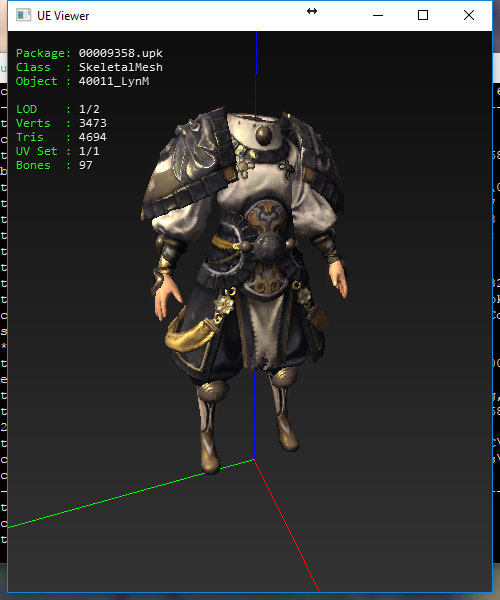 UE Viewer
Package: 00009358.upk
Class : SkeletalMesh
Object : 40011_LynM
LOD : 1/2
Verts : 3473
Tris : 4694
UV Set : 1/1
Bones : 97